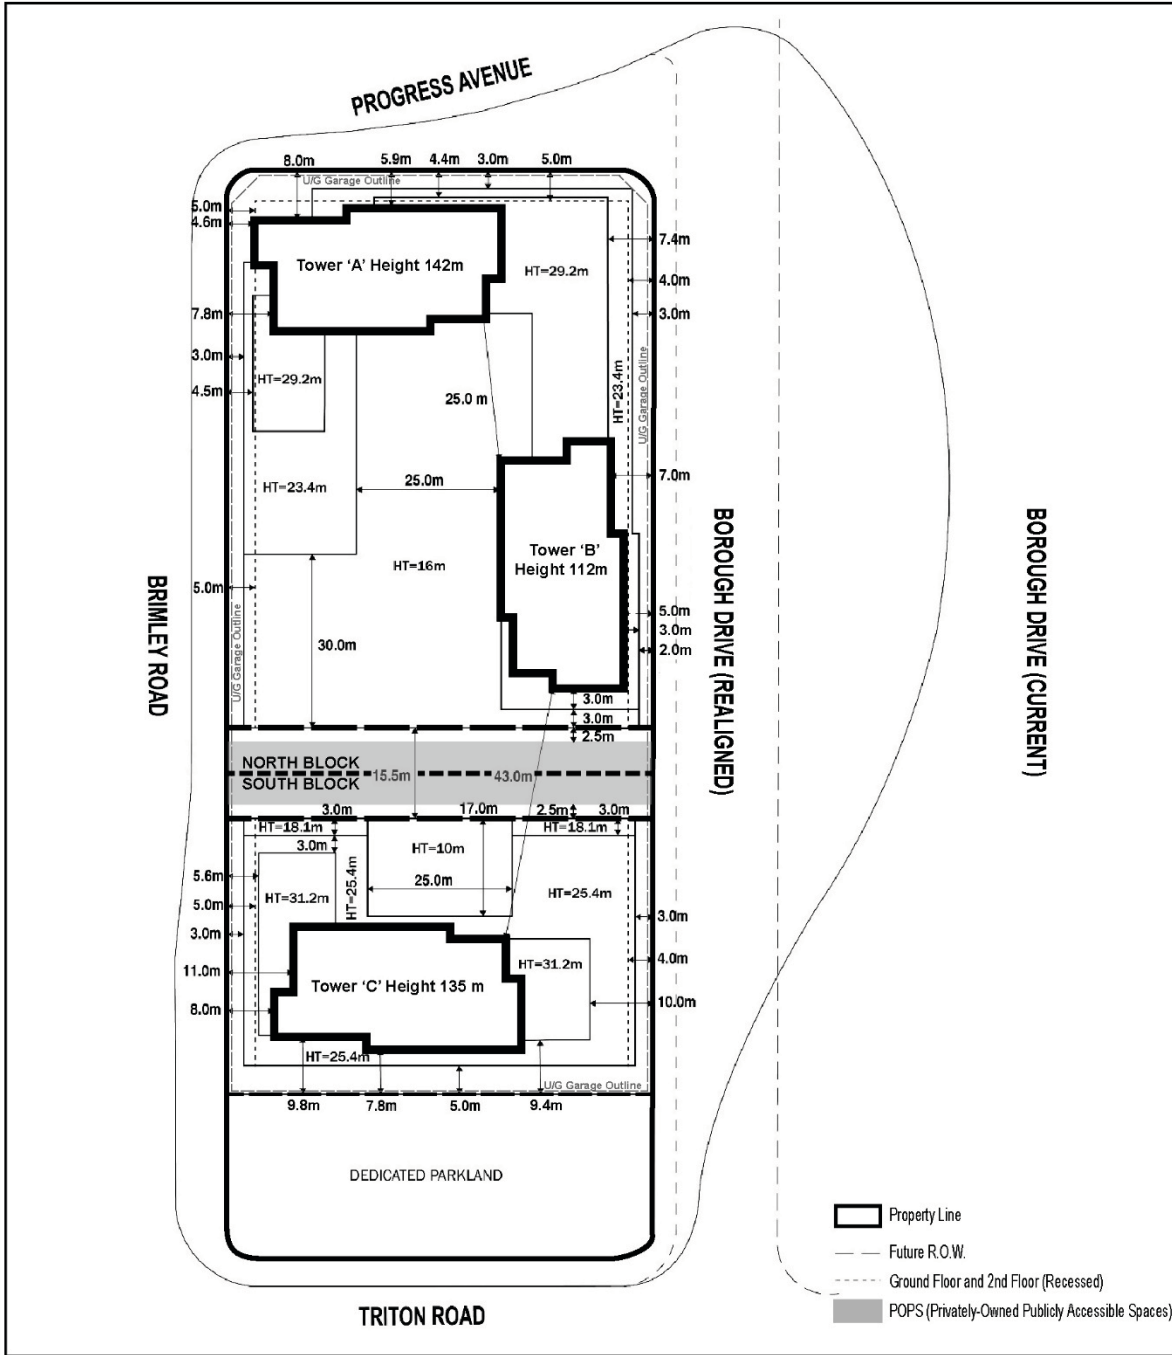 PROGRESS AVENUE
8.0m
5.9m
4.4m
3.0m
5.0m
U/G Garage Outline
5.0m
4.6m
Tower 'A' Height 142m
HT=29.2m
7.4m
4.0m
3.0m
7.8m
3.0m
4.5m
HT=29.2m
25.0 m
HT=23.4m
U/G Garage Outline
HT=23.4m
25.0m
7.0m
Tower 'B'
Height 112m
HT=16m
5.0m
30.0m
U/G Garage Outline
5.0m
3.0m
2.0m
BRIMLEY ROAD
BOROUGH DRIVE (REALIGNED)
BOROUGH DRIVE (CURRENT)
3.0m
3.0m
2.5m
NORTH BLOCK
SOUTH BLOCK
15.5m
43.0m
3.0m
17.0m
2.5m
3.0m
HT=18.1m
HT=18.1m
3.0m
HT=10m
HT=25.4m
25.0m
5.6m
HT=31.2m
HT=25.4m
5.0m
3.0m
3.0m
11.0m
8.0m
Tower 'C' Height 135 m
HT=31.2m
4.0m
10.0m
HT=25.4m
U/G Garage Outline
9.8m
7.8m
5.0m
9.4m
DEDICATED PARKLAND
TRITON ROAD
Property Line
Future R.O.W.
Ground Floor and 2nd Floor (Recessed)
POPS (Privately-Owned Publicly Accessible Spaces)